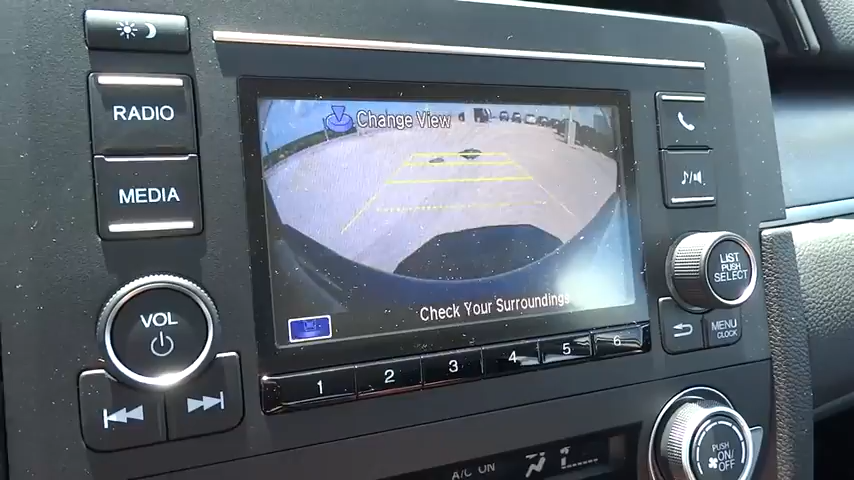 RADIO
MEDIA
VOL
Change View
Check Your Surroundings
1 2 3 4 5 6
LIST
PUSH
SELECT
MENU
CLOCK
PUSH
ON/
OFF
A/C ON